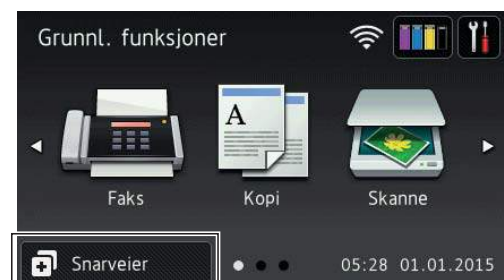 Grunnl. funksjoner
A
Faks Kopi Skanne
Snarveier 05:28 01.01.2015